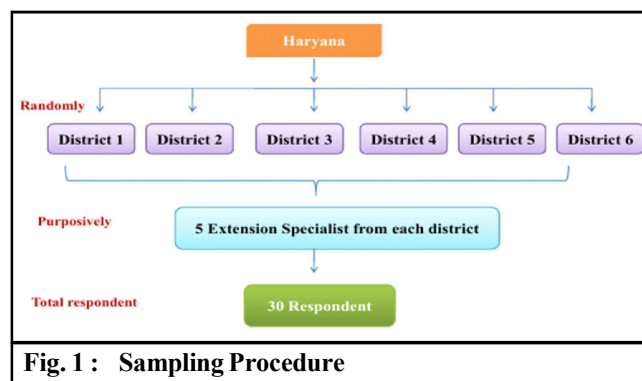 Haryana
Randomly
District 1 District 2 District 3 District 4 District 5 District 6
Purposively
5 Extension Specialist from each district
Total respondent
30 Respondent
Fig. 1 : Sampling Procedure